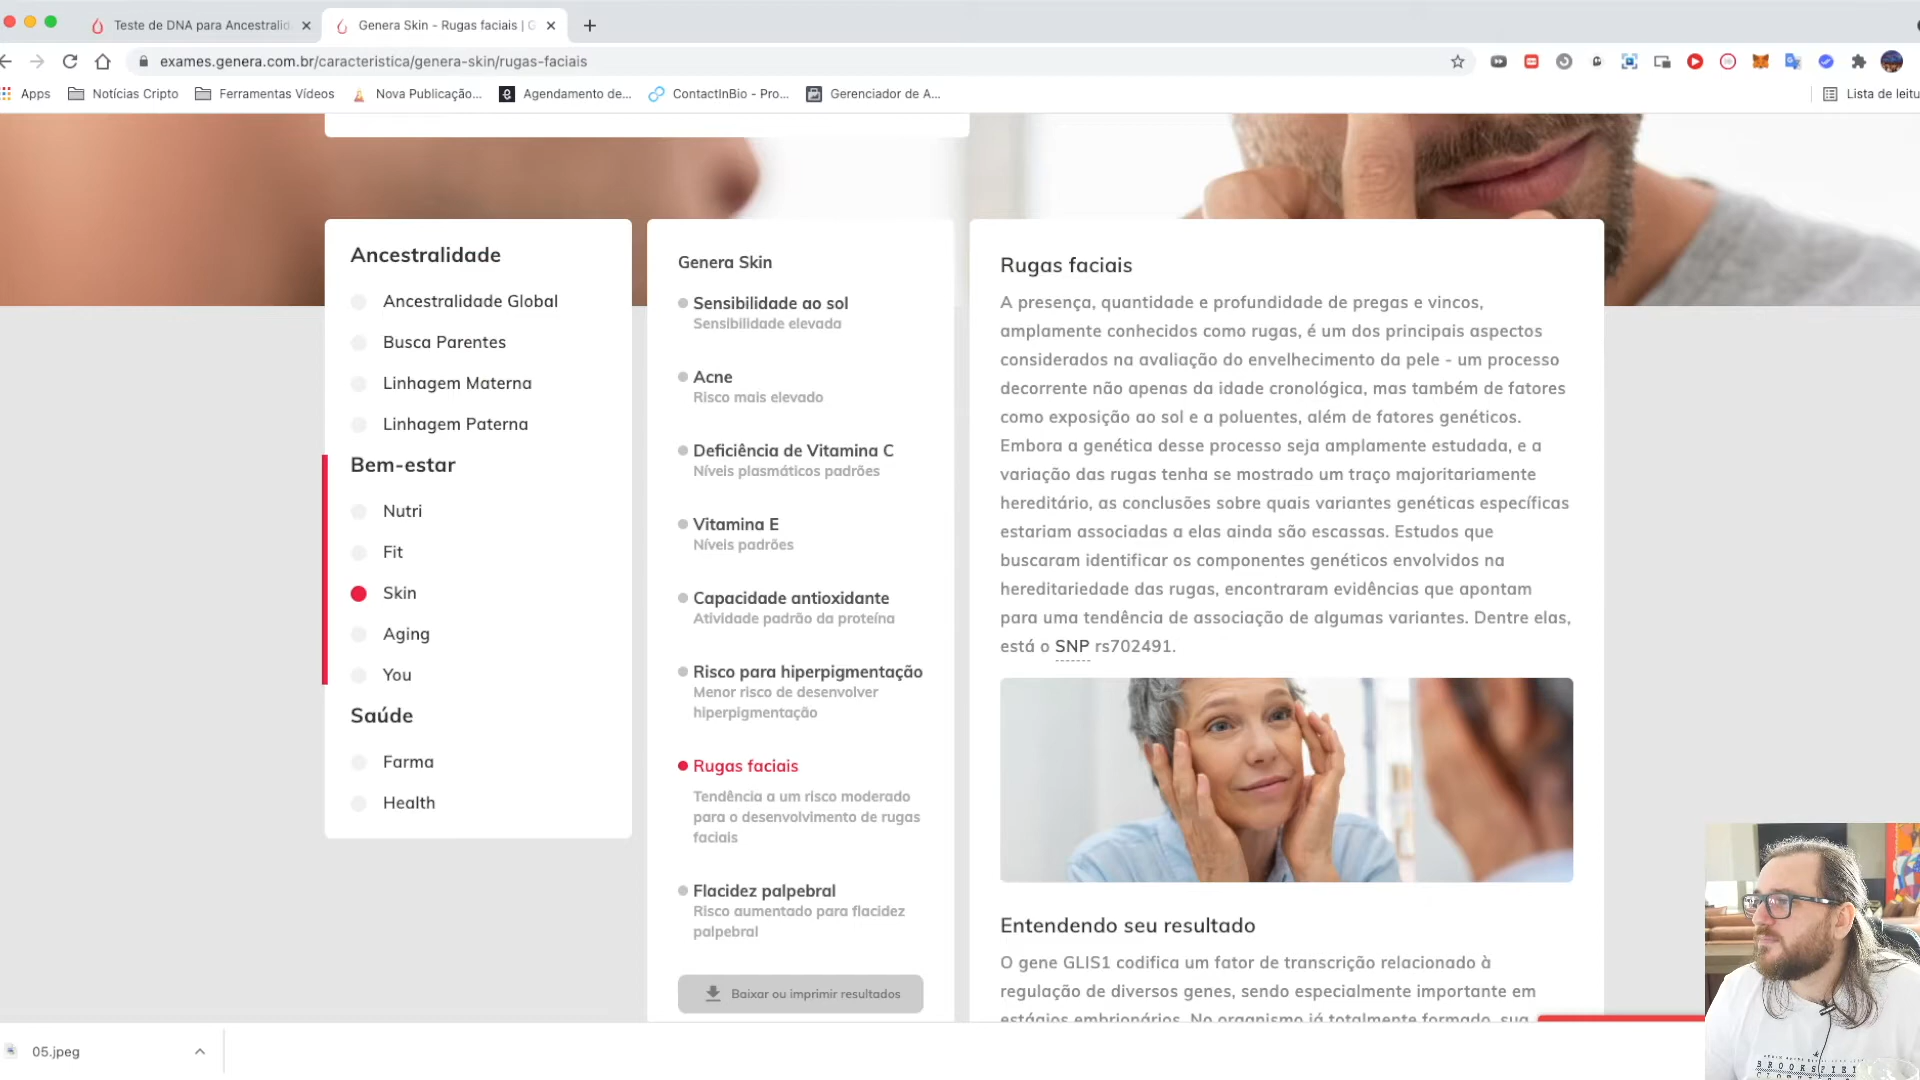 Teste de DNA para Ancestralid
Genera Skin - Rugas faciais | G
exames.genera.com.br/caracteristica/genera-skin/rugas-faciais
Apps
Notícias Cripto
Ferramentas Vídeos
Nova Publicação...
Agendamento de...
ContactInBio - Pro...
Gerenciador de A...
Lista de leitu
Ancestralidade
Ancestralidade Global
Busca Parentes
Linhagem Materna
Linhagem Paterna
Bem-estar
Nutri
Fit
Skin
Aging
You
Saúde
Farma
Health
Genera Skin
Sensibilidade ao sol
Sensibilidade elevada
Acne
Risco mais elevado
Deficiência de Vitamina C
Níveis plasmáticos padrões
Vitamina E
Níveis padrões
Capacidade antioxidante
Atividade padrão da proteína
Risco para hiperpigmentação
Menor risco de desenvolver
hiperpigmentação
Rugas faciais
Tendência a um risco moderado
para o desenvolvimento de rugas
faciais
Flacidez palpebral
Risco aumentado para flacidez
palpebral
Baixar ou imprimir resultados
Rugas faciais
A presença, quantidade e profundidade de pregas e vincos,
amplamente conhecidos como rugas, é um dos principais aspectos
considerados na avaliação do envelhecimento da pele - um processo
decorrente não apenas da idade cronológica, mas também de fatores
como exposição ao sol e a poluentes, além de fatores genéticos.
Embora a genética desse processo seja amplamente estudada, e a
variação das rugas tenha se mostrado um traço majoritariamente
hereditário, as conclusões sobre quais variantes genéticas específicas
estariam associadas a elas ainda são escassas. Estudos que
buscaram identificar os componentes genéticos envolvidos na
hereditariedade das rugas, encontraram evidências que apontam
para uma tendência de associação de algumas variantes. Dentre elas,
está o SNP rs702491.
Entendendo seu resultado
O gene GLIS1 codifica um fator de transcrição relacionado à
regulação de diversos genes, sendo especialmente importante em
estágios embrionários. No organismo já totalmente formado, sua
05.jpeg